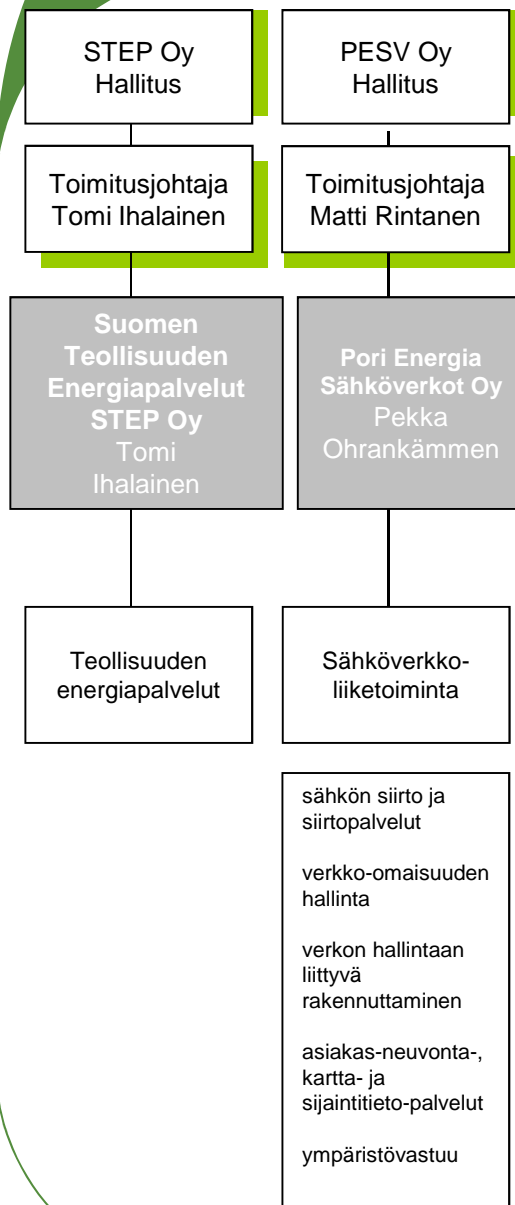 STEP Oy
Hallitus
Toimitusjohtaja
Tomi Ihalainen
Suomen
Teollisuuden
Energiapalvelut
STEP Oy
Tomi
Ihalainen
Teollisuuden
energiapalvelut
PESV Oy
Hallitus
Toimitusjohtaja
Matti Rintanen
Pori Energia
Sähköverkot Oy
Pekka
Ohrankämmen
Sähköverkko-
liiketoiminta
sähkön siirto ja
siirtopalvelut
verkko-omaisuuden
hallinta
verkon hallintaan
liittyvä
rakennuttaminen
asiakas-neuvonta-,
kartta- ja
sijaintitieto-palvelut
ympäristövastuu